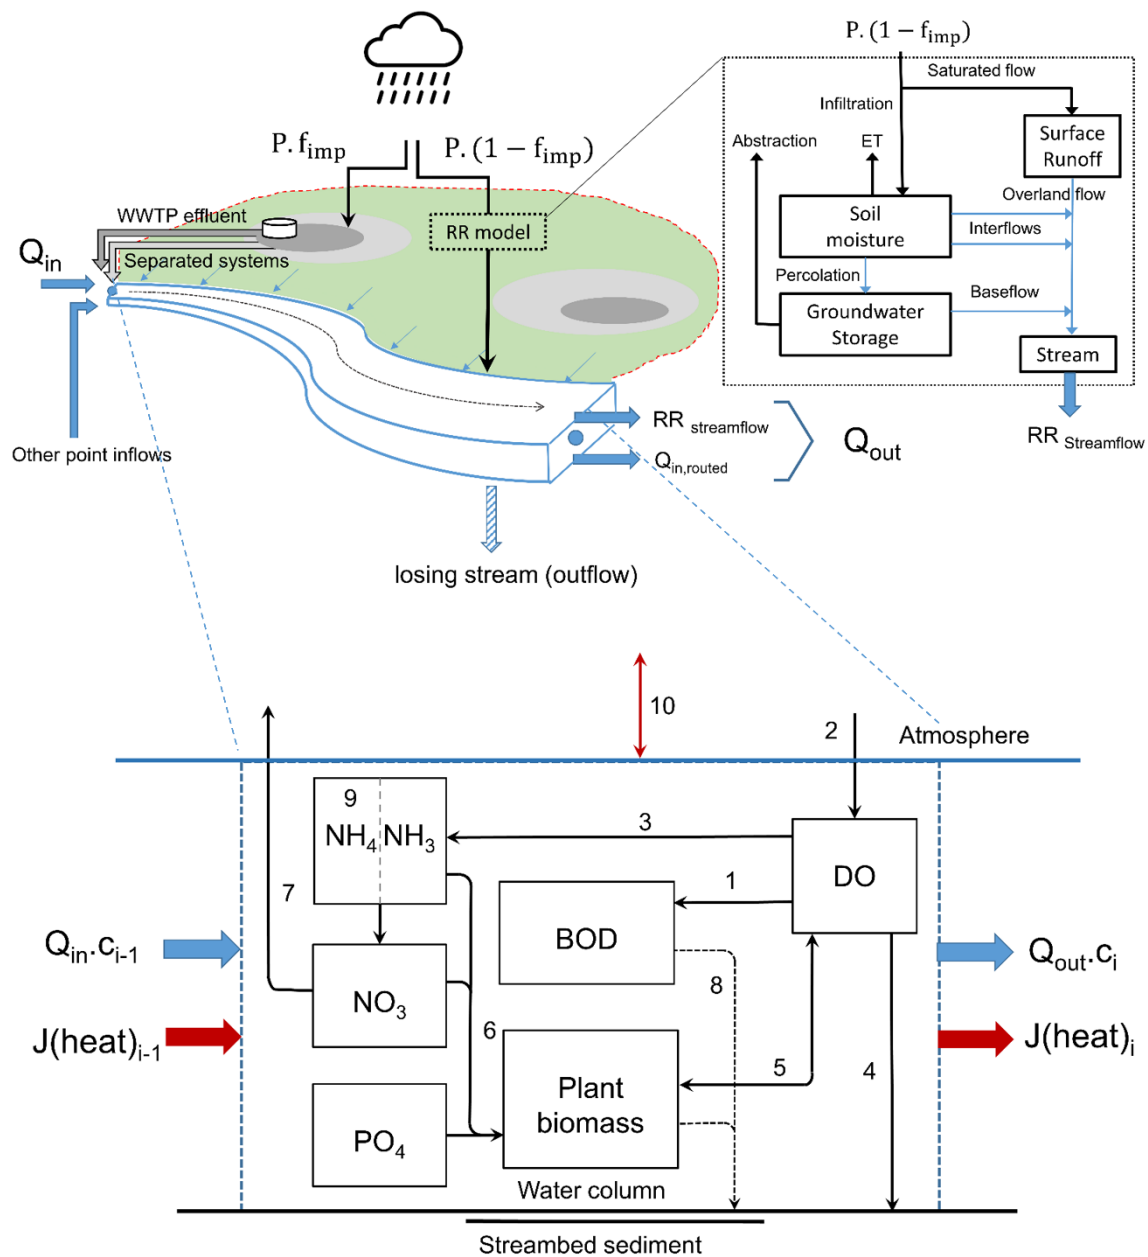 P. (1 − f_imp)
Saturated flow
Infiltration
P. f_imp
P. (1 − f_imp)
Abstraction
ET
Surface
Runoff
WWTP effluent
RR model
Soil
moisture
Overland flow
Interflows
Q_in
Separated systems
Percolation
Baseflow
Groundwater
Storage
Stream
Other point inflows
RR streamflow
Q_in,routed
Q_out
RR Streamflow
losing stream (outflow)
10
2
Atmosphere
9
NH4 NH3
3
DO
7
1
BOD
Q_in.c_i-1
NO3
8
Q_out.c_i
J(heat)_i-1
6
Plant
biomass
5
4
J(heat)_i
PO4
Water column
Streambed sediment